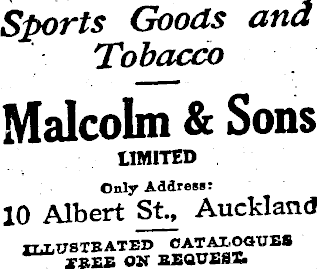 Sports Goods and
Tobacco
Malcolm & Sons
LIMITED
Only Address:
10 Albert St., Auckland
ILLUSTRATED CATALOGUES
FREE ON REQUEST.